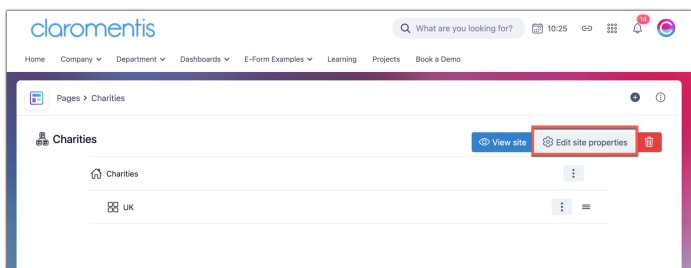 claromentis
What are you looking for?
10:25
14
Home Company Department Dashboards E-Form Examples Learning Projects Book a Demo
Pages > Charities
Charities
View site Edit site properties
Charities
UK